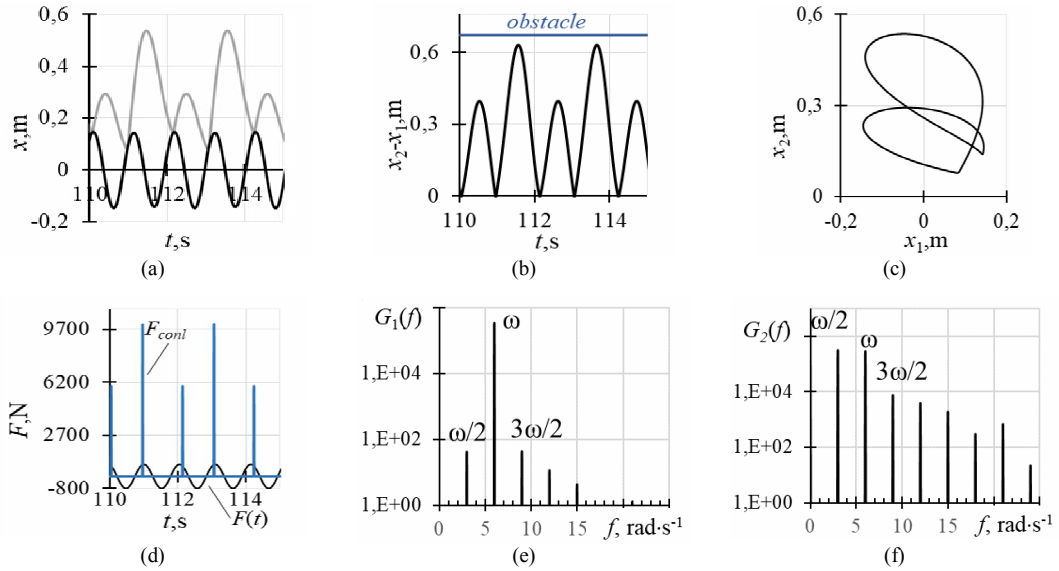 0,6
0,4
0,2
0
-0,2
x,m
110 112 114
t,s
(a)
obstacle
0,6
0,3
0
x₂-x₁,m
110 112 114
t,s
(b)
0,6
0,3
0
x₂,m
-0,2 0 0,2
x₁,m
(c)
9700
6200
2700
-800
F,N
F_conl
110 112 114
t,s
F(t)
(d)
G₁(f)
ω
1,E+04
ω/2 3ω/2
1,E+02
1,E+00
0 5 10 15 f, rad·s⁻¹
(e)
ω/2
G₂(f)
ω
3ω/2
1,E+04
1,E+02
1,E+00
0 5 10 15 f, rad·s⁻¹
(f)